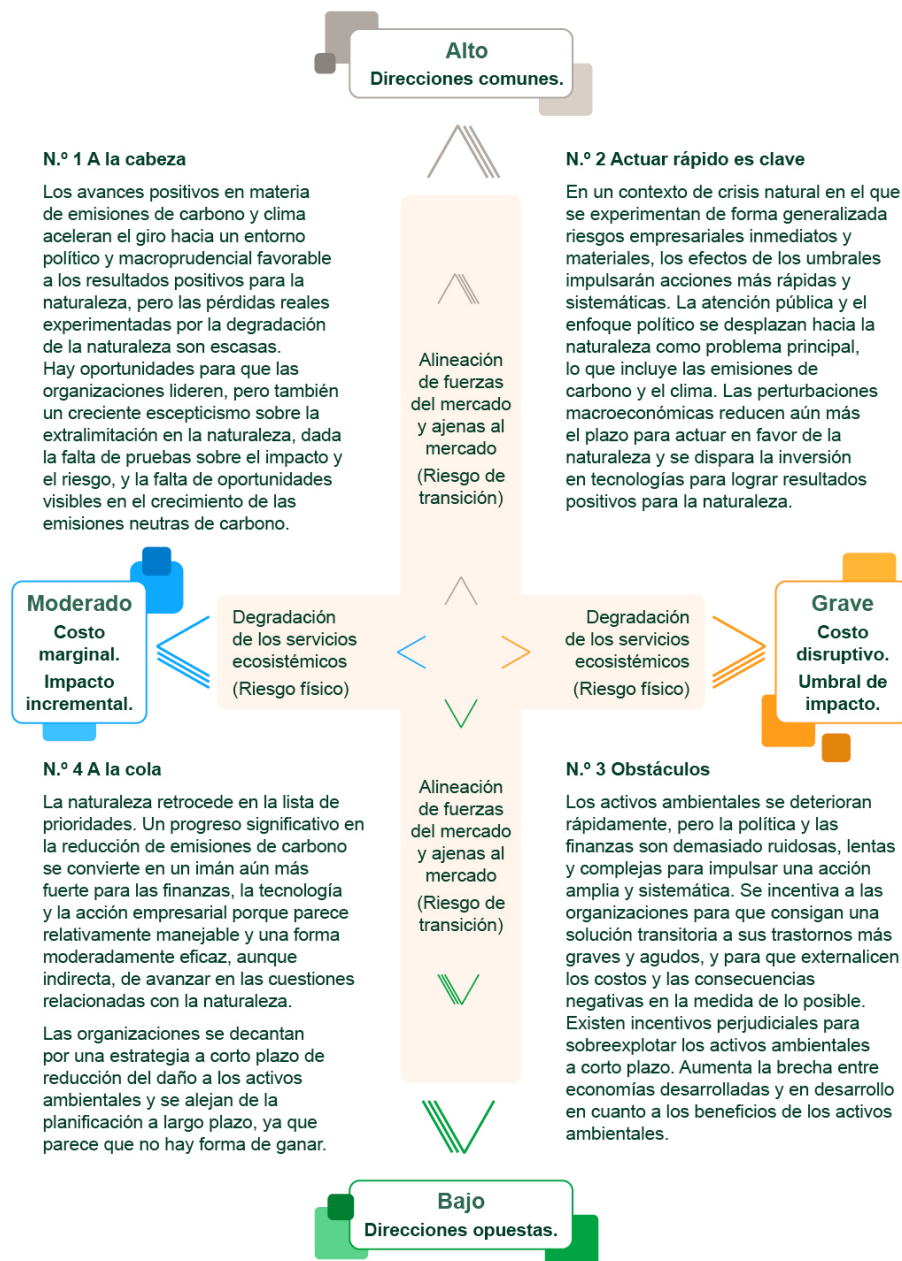 Alto
Direcciones comunes.
N.º 1 A la cabeza
Los avances positivos en materia
de emisiones de carbono y clima
aceleran el giro hacia un entorno
político y macroprudencial favorable
a los resultados positivos para la
naturaleza, pero las pérdidas reales
experimentadas por la degradación
de la naturaleza son escasas.
Hay oportunidades para que las
organizaciones lideren, pero también
un creciente escepticismo sobre la
extralimitación en la naturaleza, dada
la falta de pruebas sobre el impacto y
el riesgo, y la falta de oportunidades
visibles en el crecimiento de las
emisiones neutras de carbono.
N.º 2 Actuar rápido es clave
En un contexto de crisis natural en el que
se experimentan de forma generalizada
riesgos empresariales inmediatos y
materiales, los efectos de los umbrales
impulsarán acciones más rápidas y
sistemáticas. La atención pública y el
enfoque político se desplazan hacia la
naturaleza como problema principal,
lo que incluye las emisiones de
carbono y el clima. Las perturbaciones
macroeconómicas reducen aún más
el plazo para actuar en favor de la
naturaleza y se dispara la inversión
en tecnologías para lograr resultados
positivos para la naturaleza.
Alineación
de fuerzas
del mercado
y ajenas al
mercado
(Riesgo de
transición)
Moderado
Costo
marginal.
Impacto
incremental.
Degradación
de los servicios
ecosistémicos
(Riesgo físico)
Degradación
de los servicios
ecosistémicos
(Riesgo físico)
Grave
Costo
disruptivo.
Umbral de
impacto.
N.º 4 A la cola
La naturaleza retrocede en la lista de
prioridades. Un progreso significativo en
la reducción de emisiones de carbono
se convierte en un imán aún más
fuerte para las finanzas, la tecnología
y la acción empresarial porque parece
relativamente manejable y una forma
moderadamente eficaz, aunque
indirecta, de avanzar en las cuestiones
relacionadas con la naturaleza.
Las organizaciones se decantan
por una estrategia a corto plazo de
reducción del daño a los activos
ambientales y se alejan de la
planificación a largo plazo, ya que
parece que no hay forma de ganar.
Alineación
de fuerzas
del mercado
y ajenas al
mercado
(Riesgo de
transición)
N.º 3 Obstáculos
Los activos ambientales se deterioran
rápidamente, pero la política y las
finanzas son demasiado ruidosas, lentas
y complejas para impulsar una acción
amplia y sistemática. Se incentiva a las
organizaciones para que consigan una
solución transitoria a sus trastornos más
graves y agudos, y para que externalicen
los costos y las consecuencias
negativas en la medida de lo posible.
Existen incentivos perjudiciales para
sobreexplotar los activos ambientales
a corto plazo. Aumenta la brecha entre
economías desarrolladas y en desarrollo
en cuanto a los beneficios de los activos
ambientales.
Bajo
Direcciones opuestas.